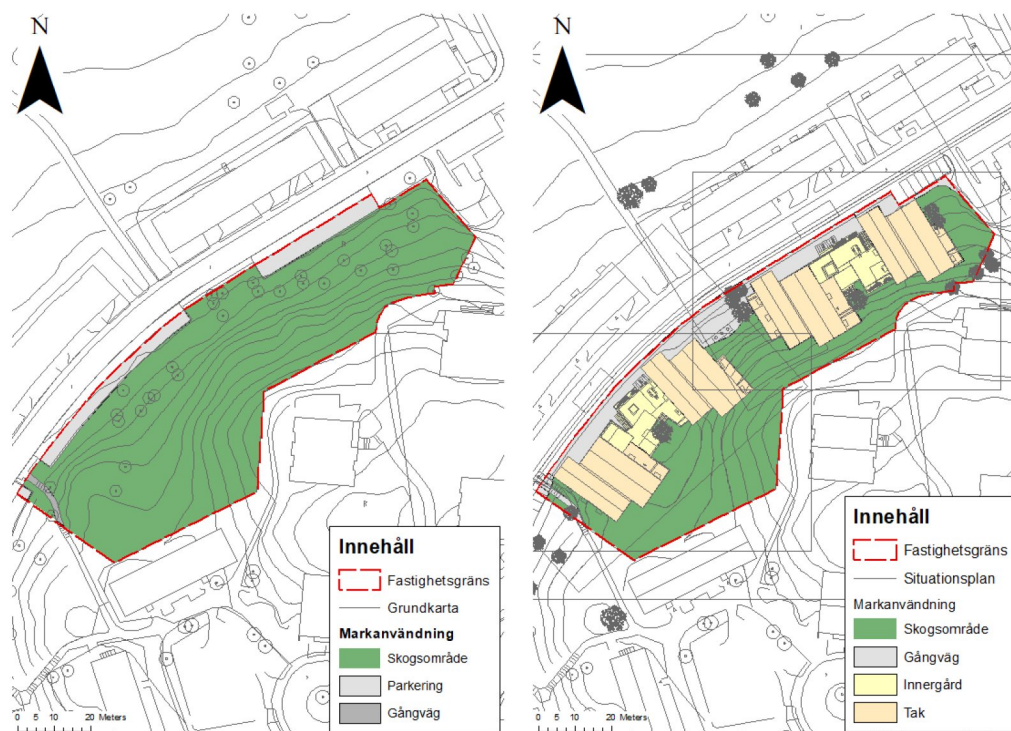 N
Innehåll
Fastighetsgräns
Grundkarta
Markanvändning
Skogsområde
Parkering
Gångväg
0 5 10 20 Meters
N
Innehåll
Fastighetsgräns
Situationsplan
Markanvändning
Skogsområde
Gångväg
Innergård
Tak
0 5 10 20 Meters